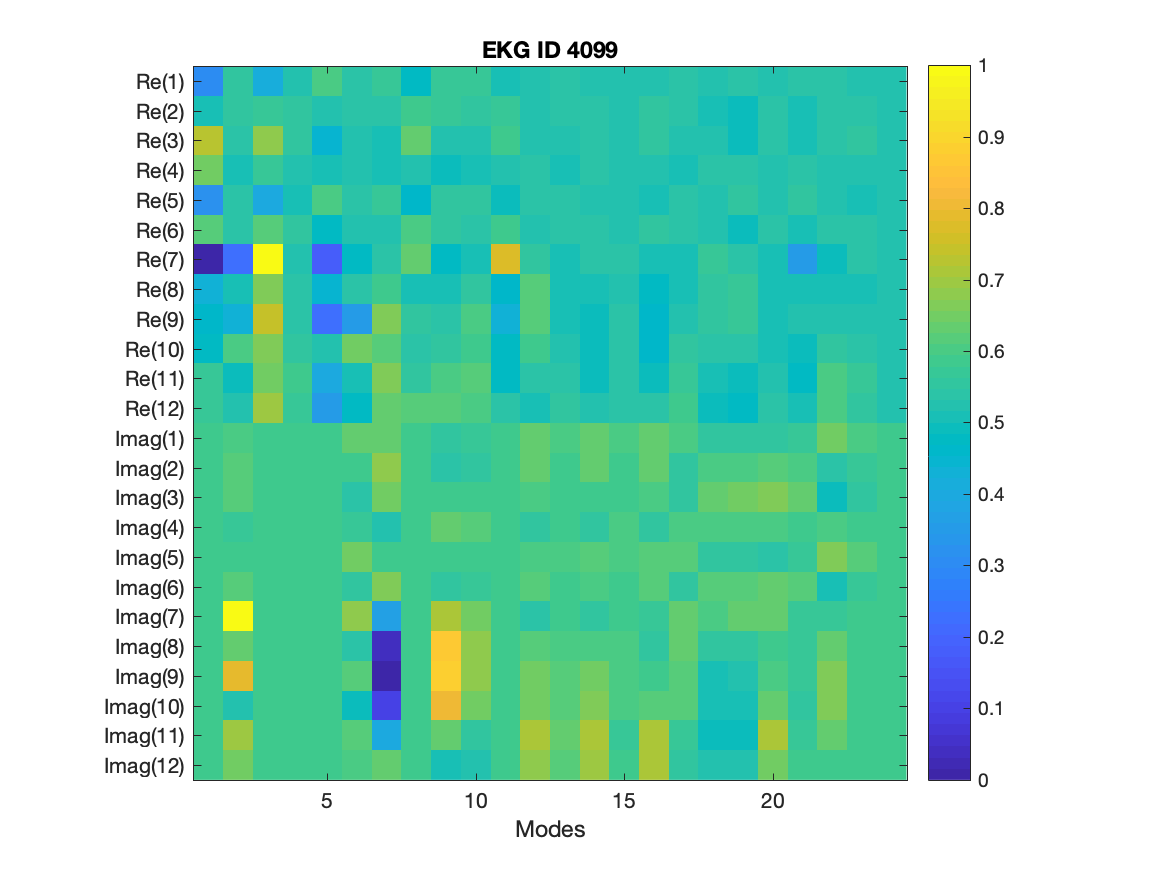 EKG ID 4099
Re(1)
Re(2)
Re(3)
Re(4)
Re(5)
Re(6)
Re(7)
Re(8)
Re(9)
Re(10)
Re(11)
Re(12)
Imag(1)
Imag(2)
Imag(3)
Imag(4)
Imag(5)
Imag(6)
Imag(7)
Imag(8)
Imag(9)
Imag(10)
Imag(11)
Imag(12)
5 10 15 20
Modes
1
0.9
0.8
0.7
0.6
0.5
0.4
0.3
0.2
0.1
0